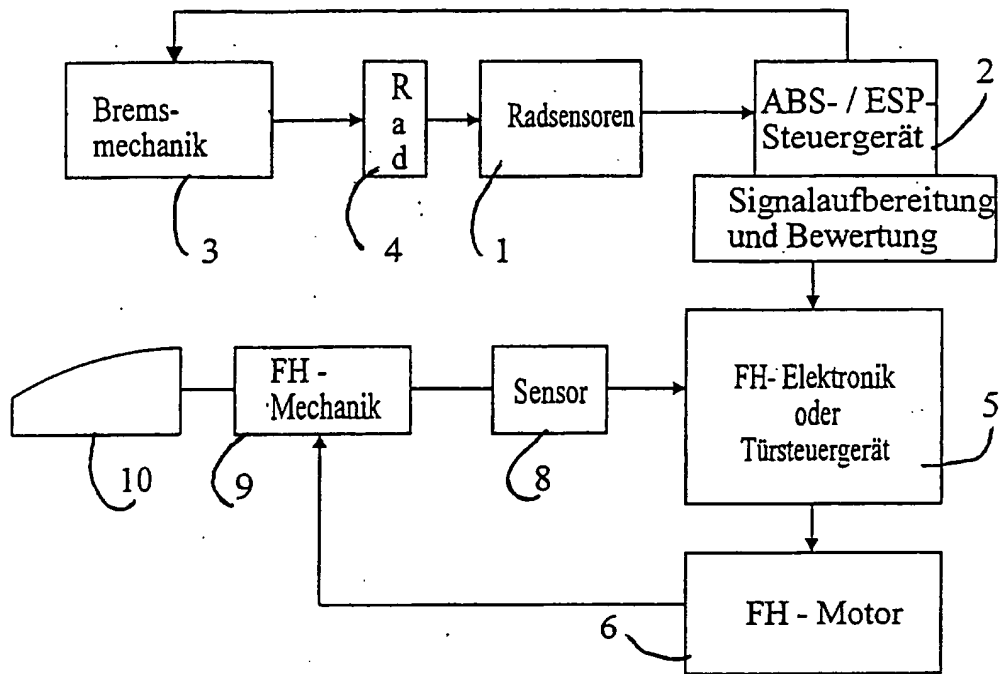 Brems-
mechanik
R
a
d
Radsensoren
ABS- / ESP-
Steuergerät
2
Signalaufbereitung
und Bewertung
3
4
1
FH -
Mechanik
Sensor
FH- Elektronik
oder
Türsteuergerät
5
10
9
8
FH - Motor
6